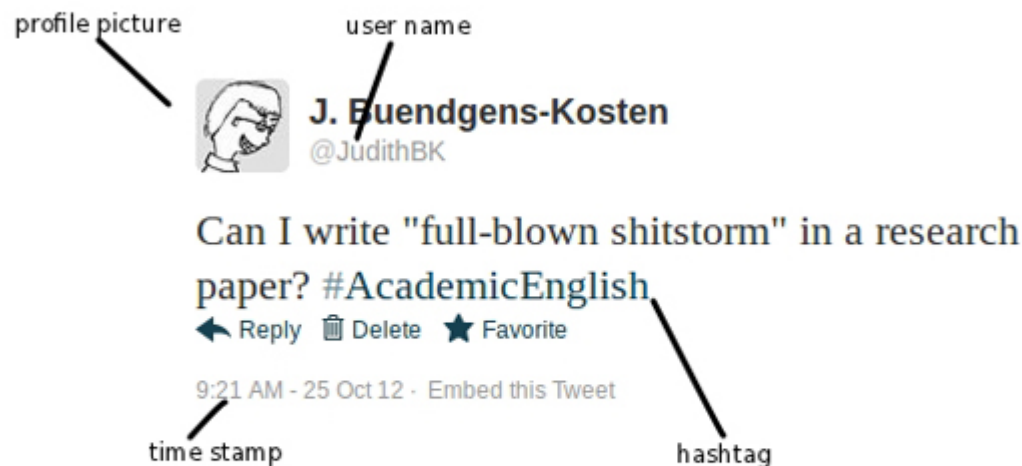 profile picture
user name
J. Buendgens-Kosten
@JudithBK
Can I write "full-blown shitstorm" in a research
paper? #AcademicEnglish
Reply Delete Favorite
9:21 AM - 25 Oct 12 · Embed this Tweet
time stamp
hashtag